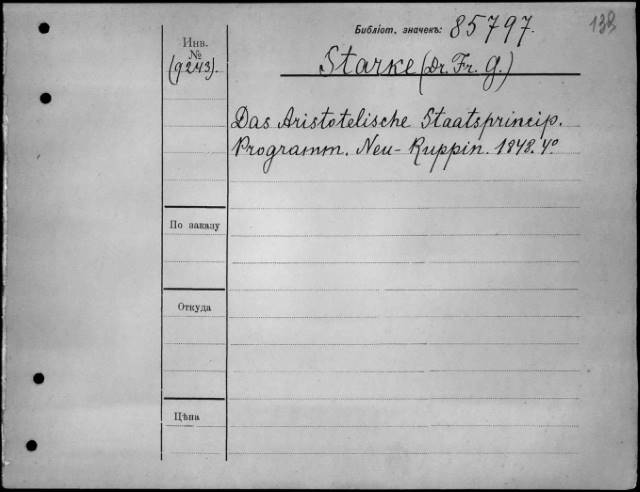 Библіот. значекъ: 85797.
138
Инв.
№
(9243).
Starke (Dr. Fr. G.)
Das Aristotelische Staatsprincip.
Programm. Neu-Ruppin. 1848. 4°
По заказу
Откуда
Цѣна